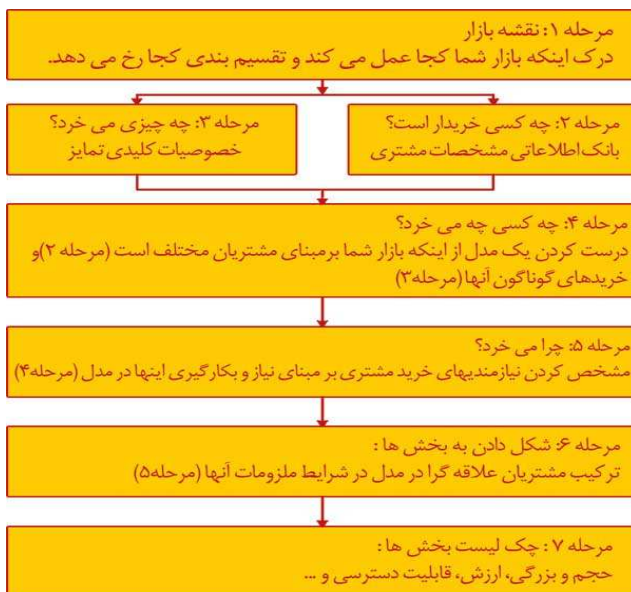 مرحله ۱: نقشه بازار
درک اینکه بازار شما کجا عمل می کند و تقسیم بندی کجا رخ می دهد.
مرحله ۲: چه کسی خریدار است؟
بانک اطلاعاتی مشخصات مشتری
مرحله ۳: چه چیزی می خرد؟
خصوصیات کلیدی تمایز
مرحله ۴: چه کسی چه می خرد؟
درست کردن یک مدل از اینکه بازار شما برمبنای مشتریان مختلف است (مرحله ۲)و
خریدهای گوناگون آنها (مرحله۳)
مرحله ۵: چرا می خرد؟
مشخص کردن نیازمندیهای خرید مشتری بر مبنای نیاز و بکارگیری اینها در مدل (مرحله۴)
مرحله ۶: شکل دادن به بخش ها :
ترکیب مشتریان علاقه گرا در مدل در شرایط ملزومات آنها (مرحله۵)
مرحله ۷ : چک لیست بخش ها :
حجم و بزرگی، ارزش، قابلیت دسترسی و ...